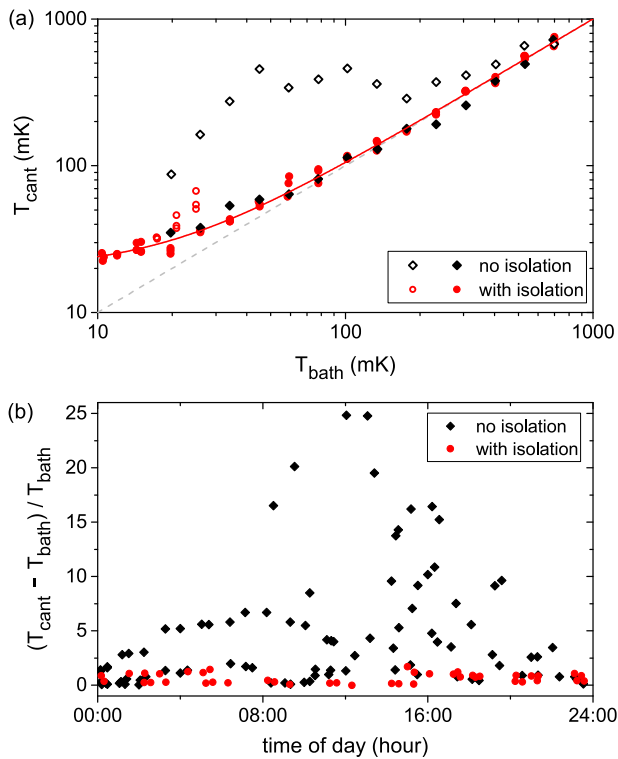 (a)
1000
100
10
T_cant (mK)
no isolation
with isolation
10
100
1000
T_bath (mK)
(b)
25
20
15
10
5
0
(T_cant - T_bath) / T_bath
no isolation
with isolation
00:00
08:00
16:00
24:00
time of day (hour)